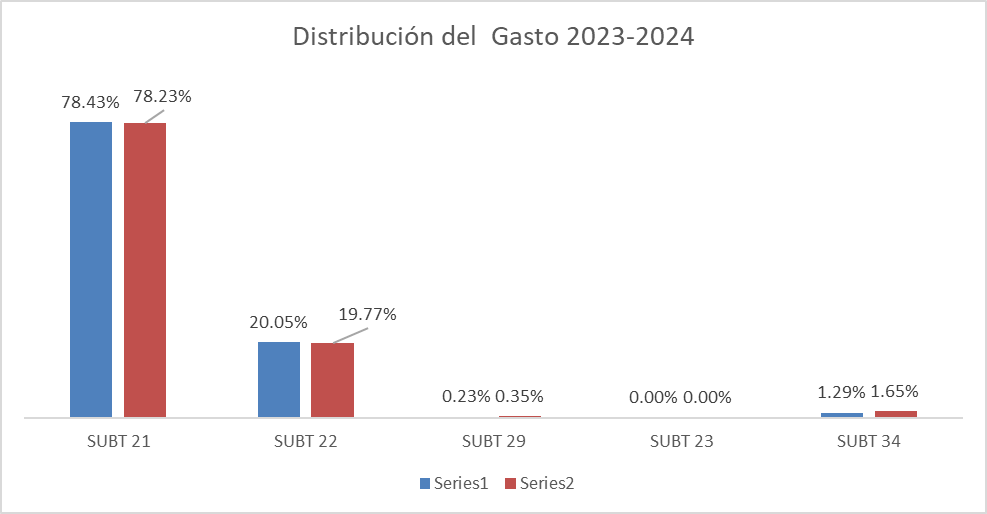 Distribución del  Gasto 2023-2024
78.43% 78.23%
20.05% 19.77%
0.23% 0.35%
0.00% 0.00%
1.29% 1.65%
SUBT 21 SUBT 22 SUBT 29 SUBT 23 SUBT 34
Series1 Series2